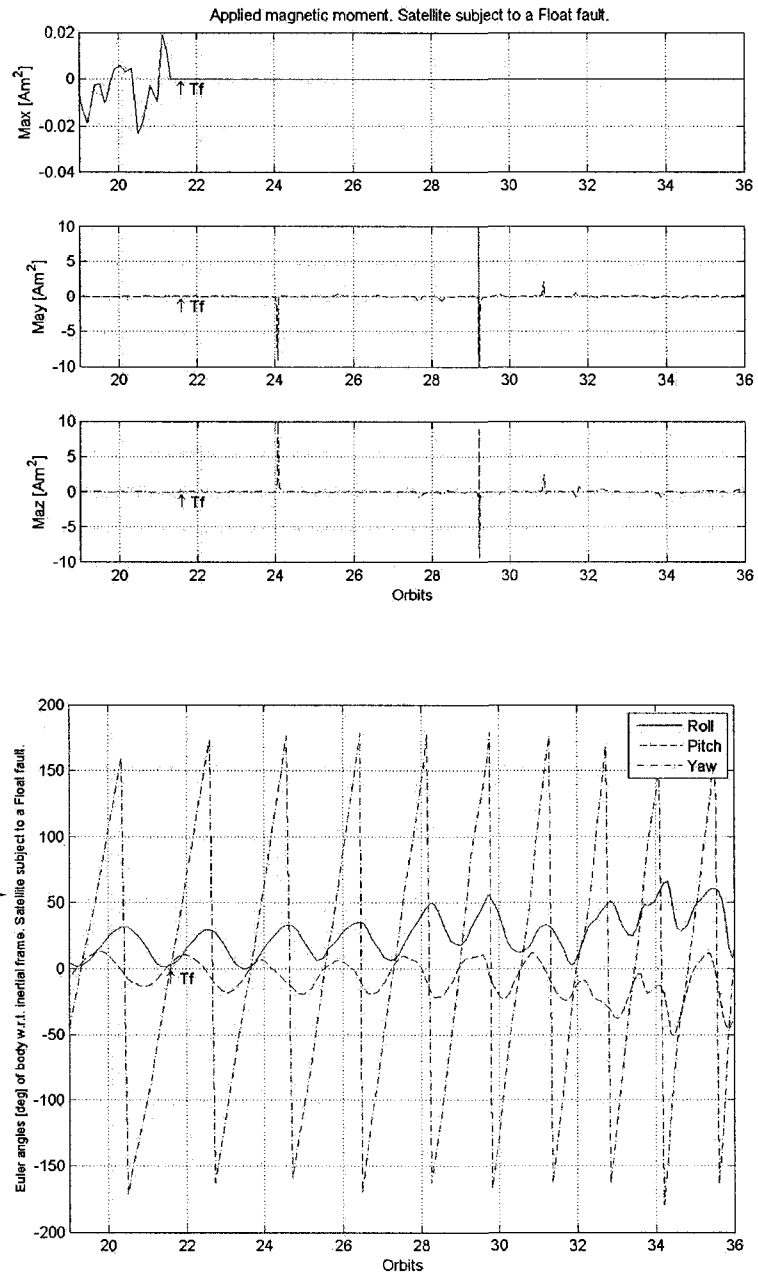 Applied magnetic moment. Satellite subject to a Float fault.
Max [Am²]
0.02
0
-0.02
-0.04
↑ Tf
20 22 24 26 28 30 32 34 36
May [Am²]
10
5
0
-5
-10
↑ Tf
20 22 24 26 28 30 32 34 36
Maz [Am²]
10
5
0
-5
-10
↑ Tf
20 22 24 26 28 30 32 34 36
Orbits
Euler angles [deg] of body w.r.t. inertial frame. Satellite subject to a Float fault.
200
150
100
50
0
-50
-100
-150
-200
Roll
Pitch
Yaw
↑ Tf
20 22 24 26 28 30 32 34 36
Orbits